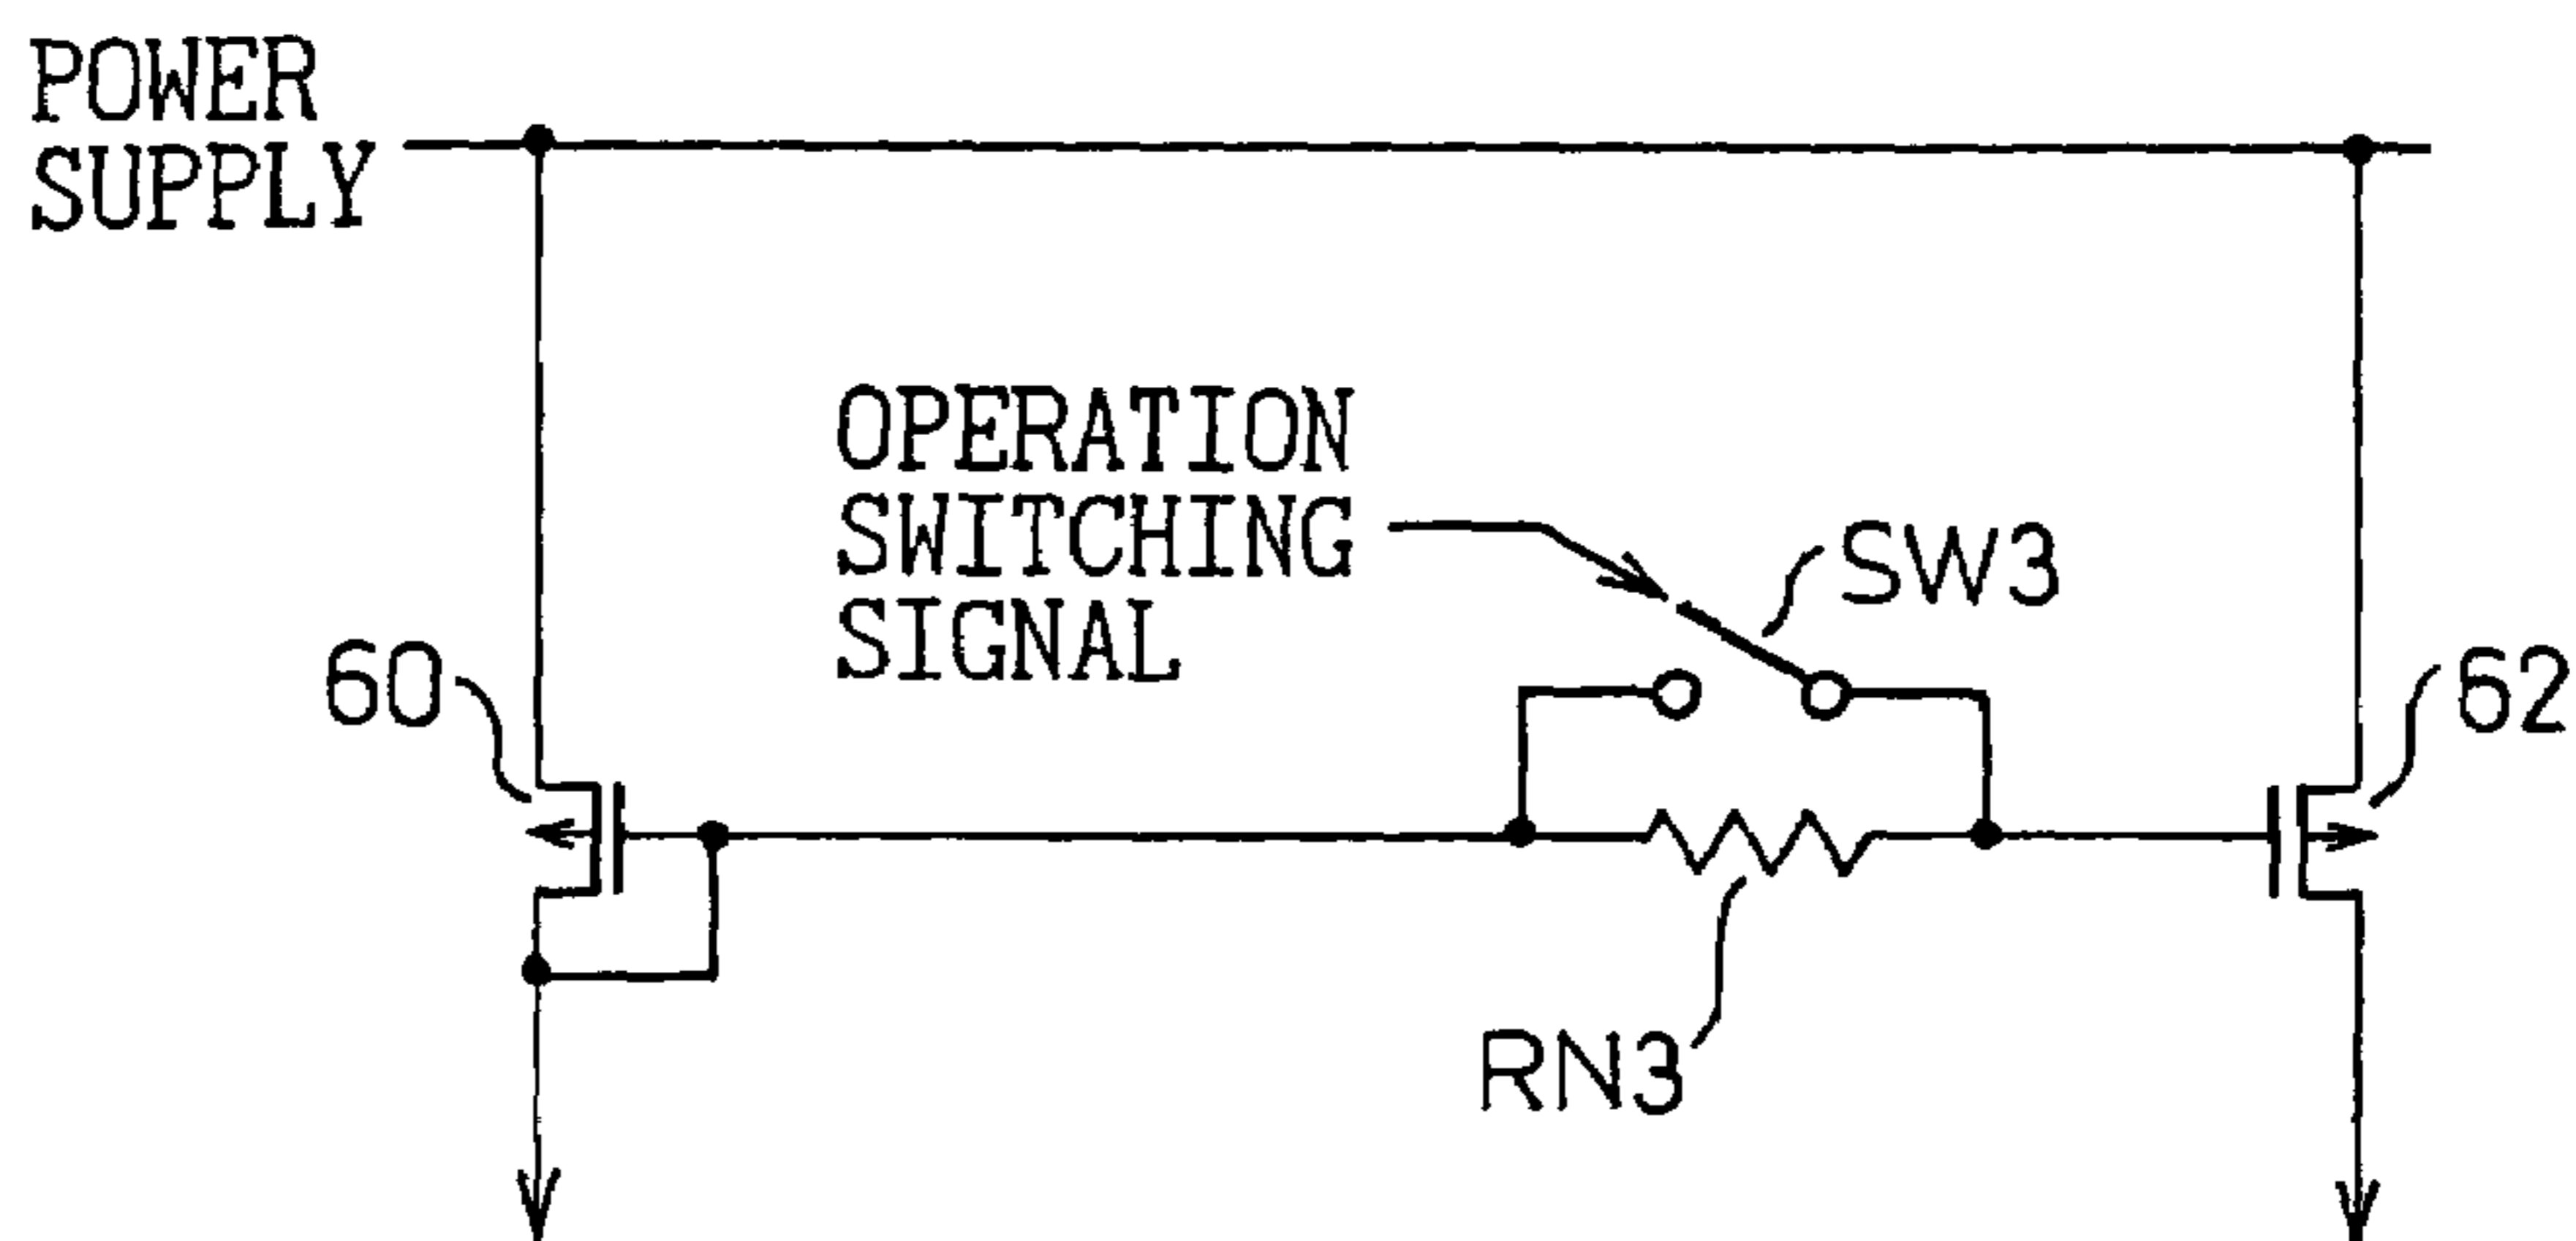 POWER
SUPPLY
OPERATION
SWITCHING
SIGNAL
SW3
60
62
RN3